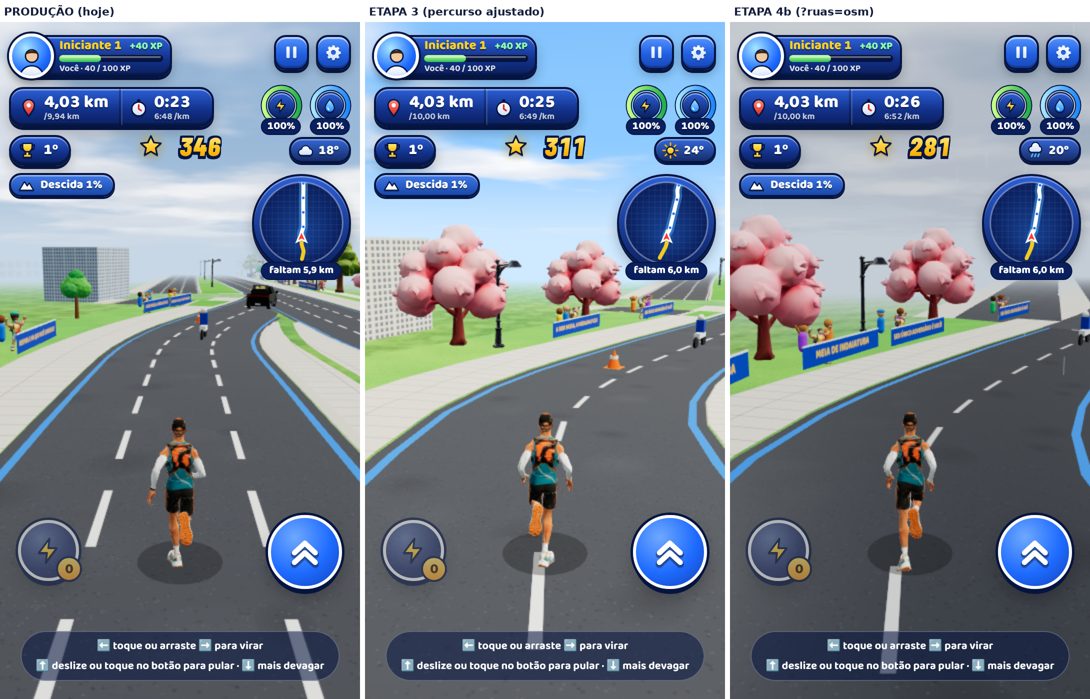 PRODUÇÃO (hoje)
Iniciante 1 +40 XP
Você · 40 / 100 XP
4,03 km 0:23
/9,94 km 6:48 /km
100% 100%
1° 346 18°
Descida 1%
faltam 5,9 km
0
⬅ toque ou arraste ➡ para virar
⬆ deslize ou toque no botão para pular · ⬇ mais devagar
ETAPA 3 (percurso ajustado)
Iniciante 1 +40 XP
Você · 40 / 100 XP
4,03 km 0:25
/10,00 km 6:49 /km
100% 100%
1° 311 24°
Descida 1%
faltam 6,0 km
0
⬅ toque ou arraste ➡ para virar
⬆ deslize ou toque no botão para pular · ⬇ mais devagar
ETAPA 4b (?ruas=osm)
Iniciante 1 +40 XP
Você · 40 / 100 XP
4,03 km 0:26
/10,00 km 6:52 /km
100% 100%
1° 281 20°
Descida 1%
faltam 6,0 km
MEIA DE INDAIATUBA
0
⬅ toque ou arraste ➡ para virar
⬆ deslize ou toque no botão para pular · ⬇ mais devagar